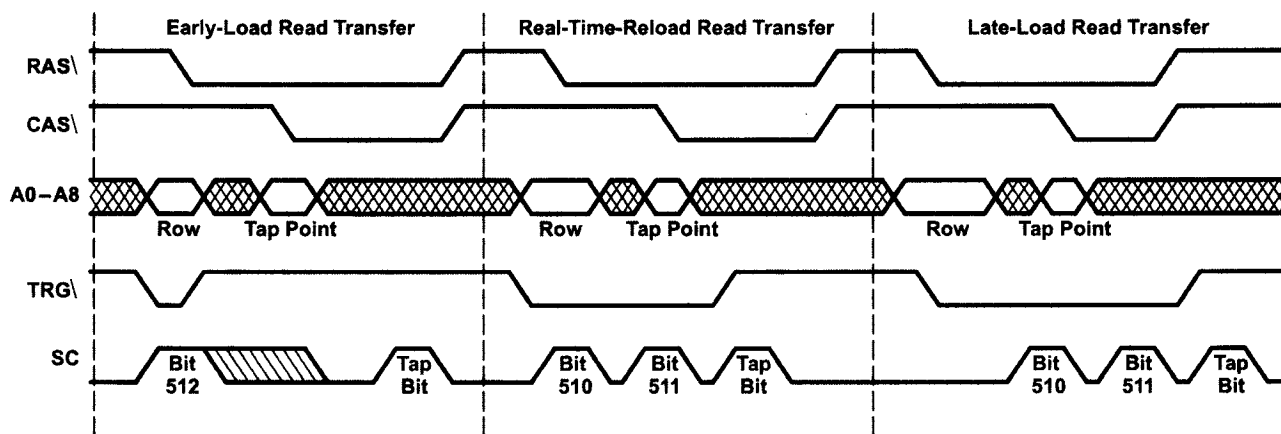 Early-Load Read Transfer
Real-Time-Reload Read Transfer
Late-Load Read Transfer
RAS\
CAS\
A0–A8
Row
Tap Point
Row
Tap Point
Row
Tap Point
TRG\
SC
Bit
512
Tap
Bit
Bit
510
Bit
511
Tap
Bit
Bit
510
Bit
511
Tap
Bit